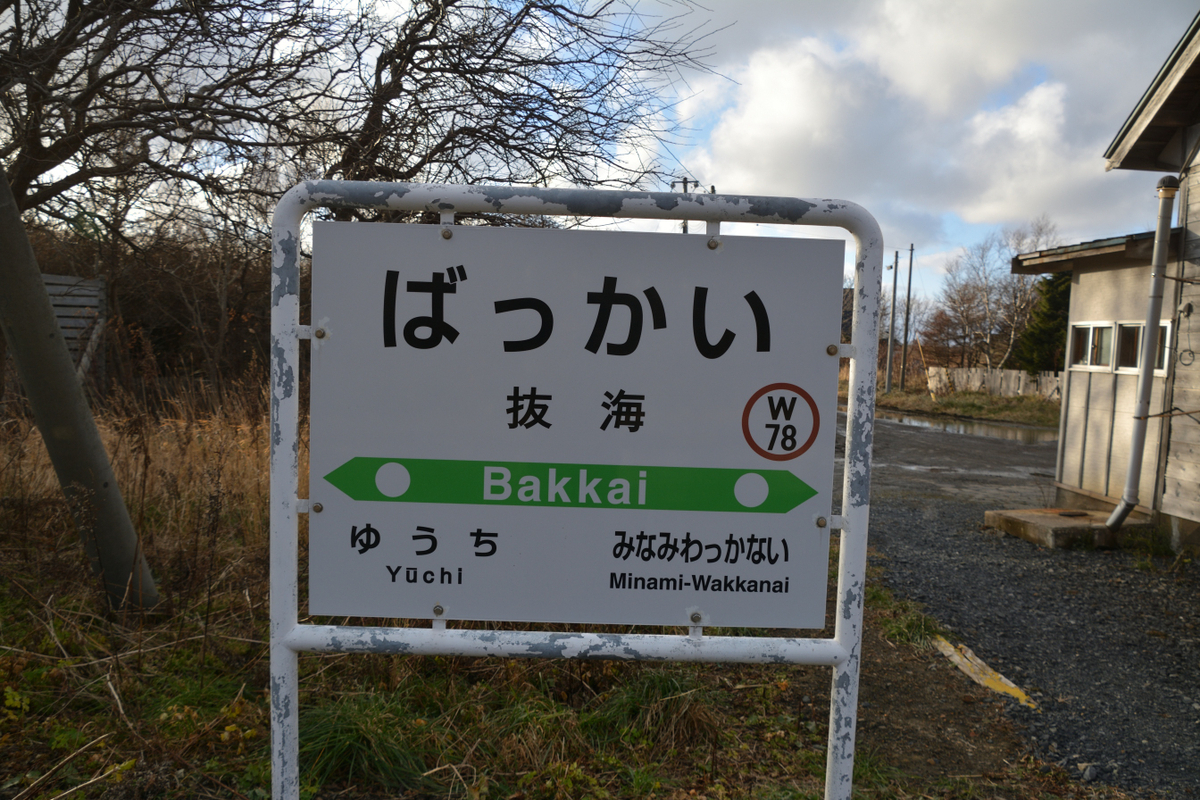 ばっかい
抜海
W
78
Bakkai
ゆうち
Yūchi
みなみわっかない
Minami-Wakkanai